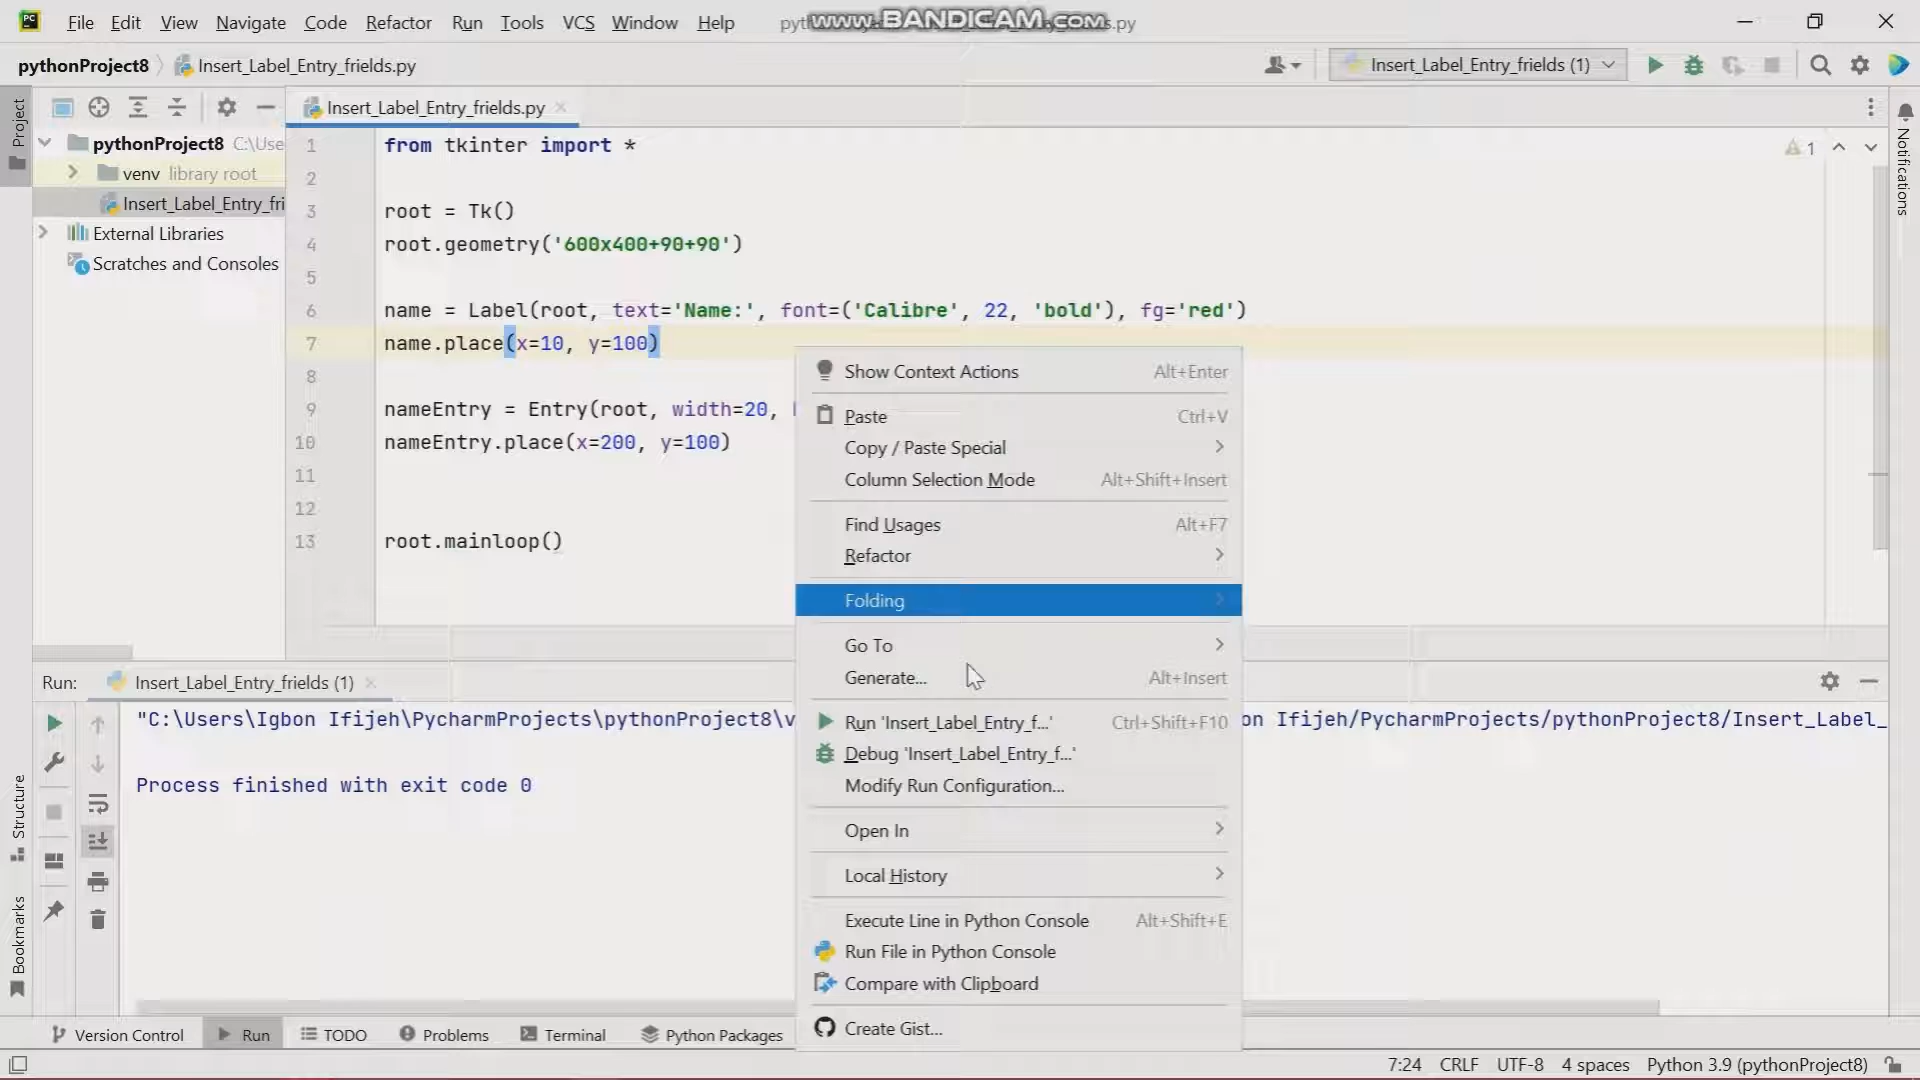 File Edit View Navigate Code Refactor Run Tools VCS Window Help
www.BANDICAM.com
pythonProject8 Insert_Label_Entry_frields.py
Insert_Label_Entry_frields (1)
Project
Insert_Label_Entry_frields.py
pythonProject8 C:\Use
venv library root
Insert_Label_Entry_fri
External Libraries
Scratches and Consoles
1 from tkinter import *
2
3 root = Tk()
4 root.geometry('600x400+90+90')
5
6 name = Label(root, text='Name:', font=('Calibre', 22, 'bold'), fg='red')
7 name.place(x=10, y=100)
8
9 nameEntry = Entry(root, width=20,
10 nameEntry.place(x=200, y=100)
11
12
13 root.mainloop()
1
Notifications
Show Context Actions Alt+Enter
Paste Ctrl+V
Copy / Paste Special
Column Selection Mode Alt+Shift+Insert
Find Usages Alt+F7
Refactor
Folding
Go To
Generate... Alt+Insert
Run 'Insert_Label_Entry_f...' Ctrl+Shift+F10
Debug 'Insert_Label_Entry_f...'
Modify Run Configuration...
Open In
Local History
Execute Line in Python Console Alt+Shift+E
Run File in Python Console
Compare with Clipboard
Create Gist...
Run: Insert_Label_Entry_frields (1)
"C:\Users\Igbon Ifijeh\PycharmProjects\pythonProject8\v
on Ifijeh/PycharmProjects/pythonProject8/Insert_Label_
Process finished with exit code 0
Structure
Bookmarks
Version Control Run TODO Problems Terminal Python Packages
7:24 CRLF UTF-8 4 spaces Python 3.9 (pythonProject8)